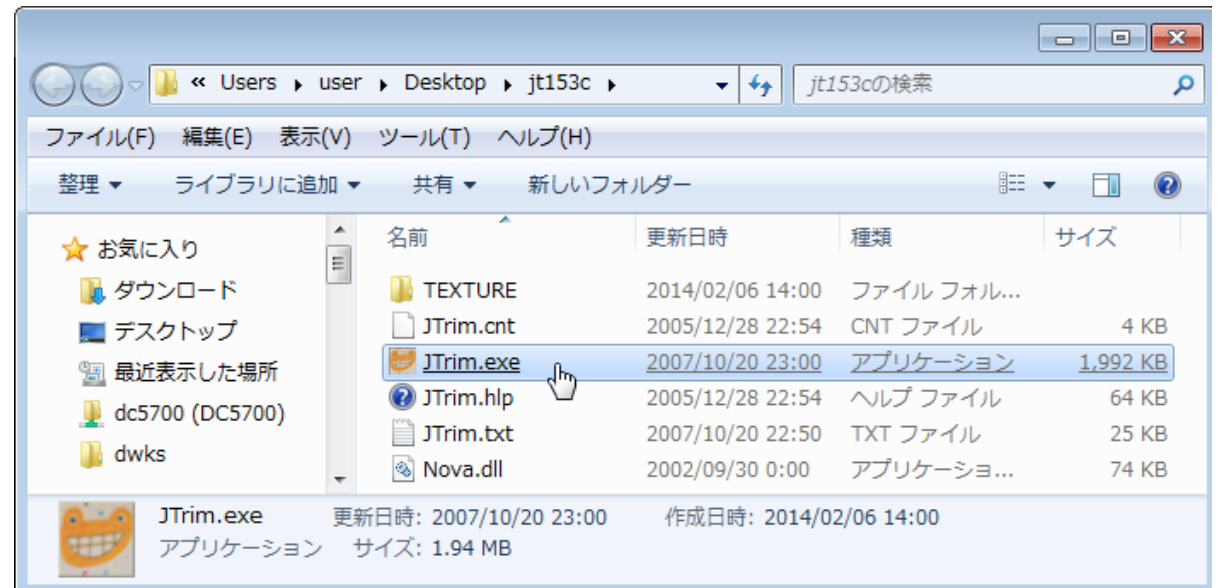 « Users ▸ user ▸ Desktop ▸ jt153c ▸ jt153cの検索
ファイル(F) 編集(E) 表示(V) ツール(T) ヘルプ(H)
整理 ▼ ライブラリに追加 ▼ 共有 ▼ 新しいフォルダー
お気に入り
ダウンロード
デスクトップ
最近表示した場所
dc5700 (DC5700)
dwks
名前 更新日時 種類 サイズ
TEXTURE 2014/02/06 14:00 ファイル フォル...
JTrim.cnt 2005/12/28 22:54 CNT ファイル 4 KB
JTrim.exe 2007/10/20 23:00 アプリケーション 1,992 KB
JTrim.hlp 2005/12/28 22:54 ヘルプ ファイル 64 KB
JTrim.txt 2007/10/20 22:50 TXT ファイル 25 KB
Nova.dll 2002/09/30 0:00 アプリケーショ... 74 KB
JTrim.exe 更新日時: 2007/10/20 23:00 作成日時: 2014/02/06 14:00
アプリケーション サイズ: 1.94 MB